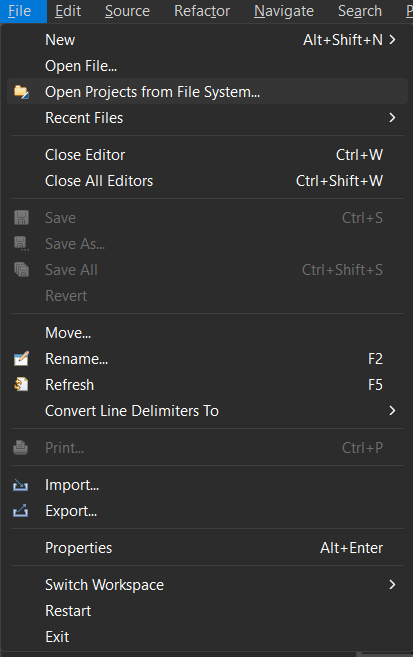 File Edit Source Refactor Navigate Search P
New Alt+Shift+N
Open File...
Open Projects from File System...
Recent Files
Close Editor Ctrl+W
Close All Editors Ctrl+Shift+W
Save Ctrl+S
Save As...
Save All Ctrl+Shift+S
Revert
Move...
Rename... F2
Refresh F5
Convert Line Delimiters To
Print... Ctrl+P
Import...
Export...
Properties Alt+Enter
Switch Workspace
Restart
Exit